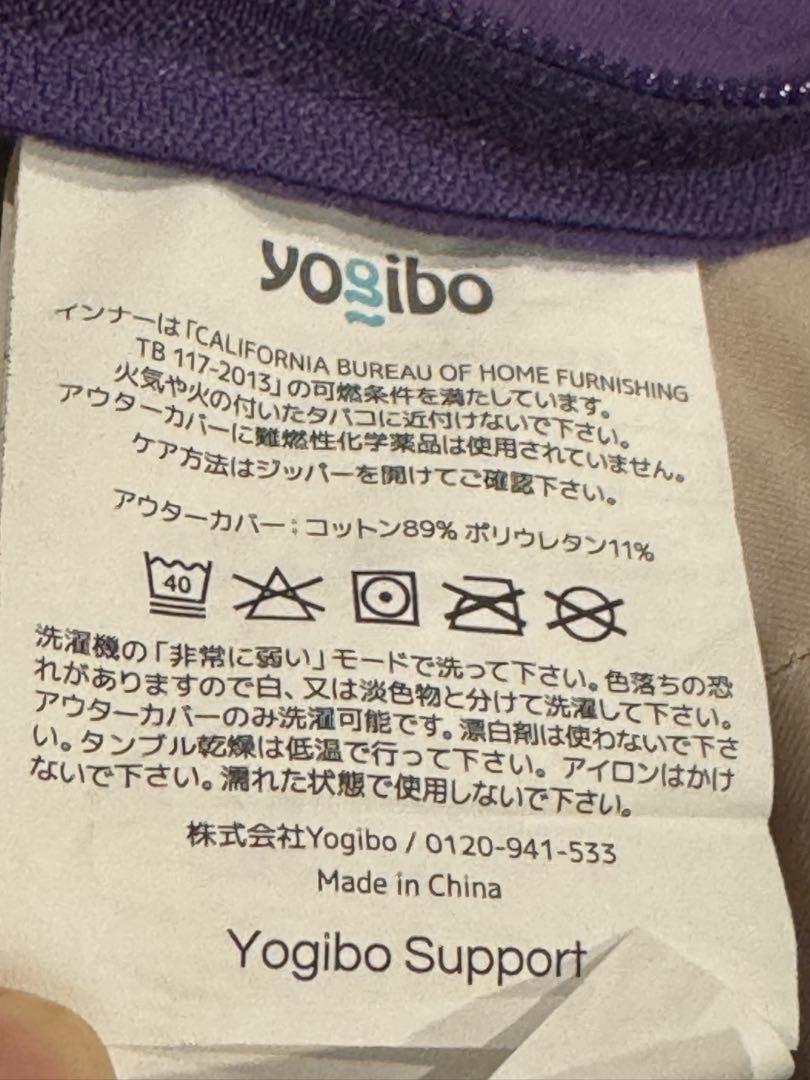 yogibo
インナーは「CALIFORNIA BUREAU OF HOME FURNISHING
TB 117-2013」の可燃条件を満たしています。
火気や火の付いたタバコに近付けないで下さい。
アウターカバーに難燃性化学薬品は使用されていません。
ケア方法はジッパーを開けてご確認下さい。
アウターカバー：コットン89% ポリウレタン11%
40
洗濯機の「非常に弱い」モードで洗って下さい。色落ちの恐
れがありますので白、又は淡色物と分けて洗濯して下さい。
アウターカバーのみ洗濯可能です。漂白剤は使わないで下さ
い。タンブル乾燥は低温で行って下さい。アイロンはかけ
ないで下さい。濡れた状態で使用しないで下さい。
株式会社Yogibo / 0120-941-533
Made in China
Yogibo Support